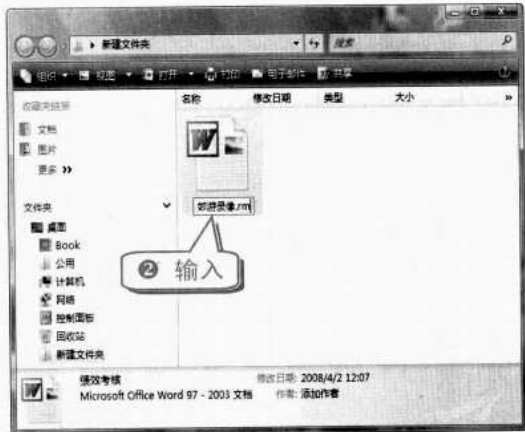 新建文件夹 搜索
组织 视图 打开 打印 电子邮件 共享
收藏夹链接
名称 修改日期 类型 大小 »
文档
图片
更多 »
文件夹
郊游录像.rm
桌面
Book
公用
❷ 输入
计算机
网络
控制面板
回收站
新建文件夹
绩效考核 修改日期: 2008/4/2 12:07
Microsoft Office Word 97 - 2003 文档 作者: 添加作者